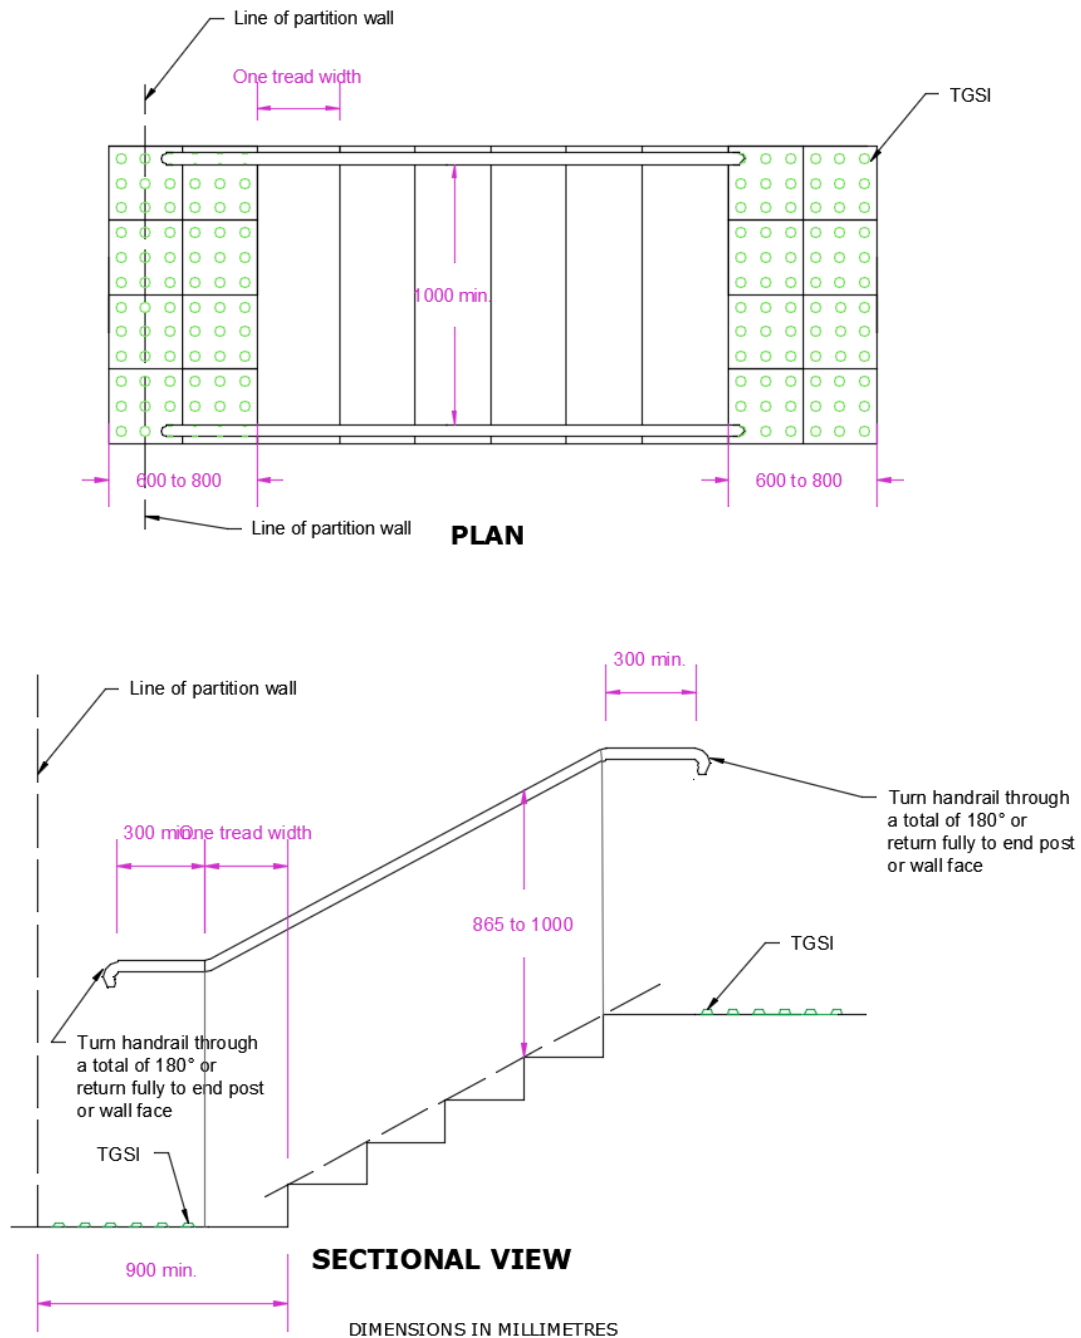 Line of partition wall
One tread width
TGSI
1000 min.
600 to 800
600 to 800
Line of partition wall
PLAN
300 min.
Line of partition wall
Turn handrail through
a total of 180° or
return fully to end post
or wall face
300 min.
One tread width
865 to 1000
TGSI
Turn handrail through
a total of 180° or
return fully to end post
or wall face
TGSI
SECTIONAL VIEW
900 min.
DIMENSIONS IN MILLIMETRES